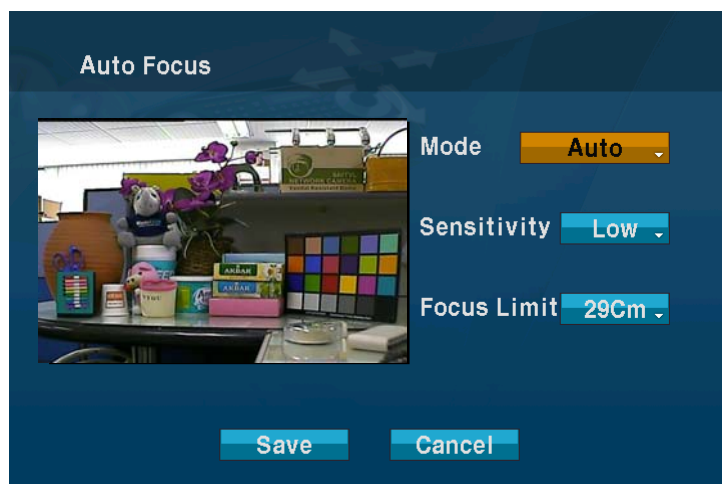 Auto Focus
Mode
Auto
Sensitivity
Low
Focus Limit
29Cm
AKBAR
AKBAR
Save
Cancel